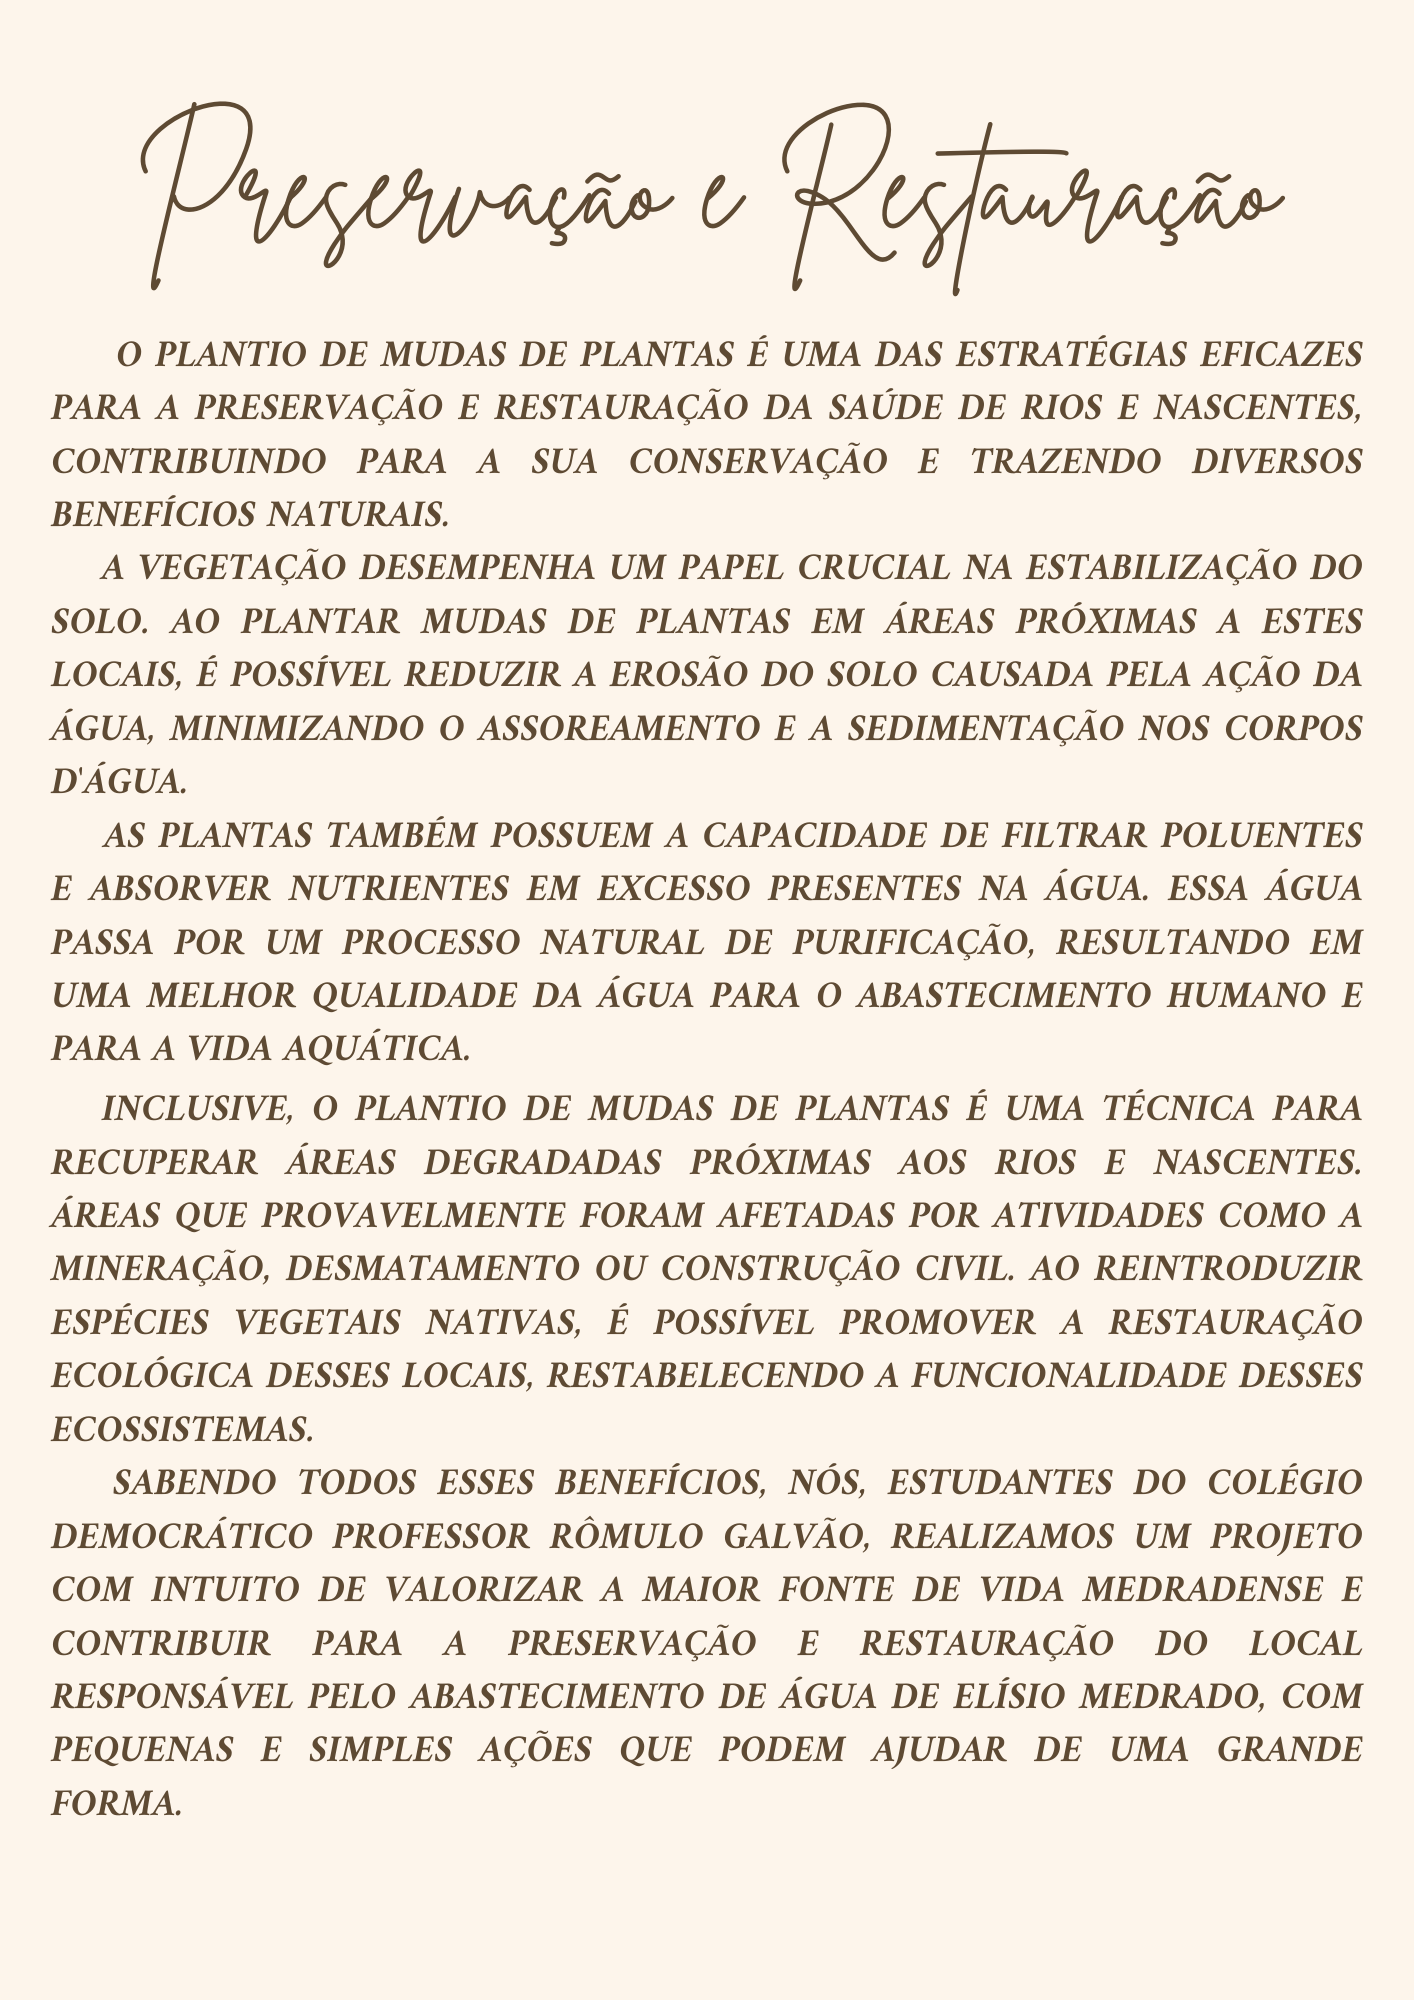 Preservação e Restauração
O PLANTIO DE MUDAS DE PLANTAS É UMA DAS ESTRATÉGIAS EFICAZES
PARA A PRESERVAÇÃO E RESTAURAÇÃO DA SAÚDE DE RIOS E NASCENTES,
CONTRIBUINDO PARA A SUA CONSERVAÇÃO E TRAZENDO DIVERSOS
BENEFÍCIOS NATURAIS.
A VEGETAÇÃO DESEMPENHA UM PAPEL CRUCIAL NA ESTABILIZAÇÃO DO
SOLO. AO PLANTAR MUDAS DE PLANTAS EM ÁREAS PRÓXIMAS A ESTES
LOCAIS, É POSSÍVEL REDUZIR A EROSÃO DO SOLO CAUSADA PELA AÇÃO DA
ÁGUA, MINIMIZANDO O ASSOREAMENTO E A SEDIMENTAÇÃO NOS CORPOS
D'ÁGUA.
AS PLANTAS TAMBÉM POSSUEM A CAPACIDADE DE FILTRAR POLUENTES
E ABSORVER NUTRIENTES EM EXCESSO PRESENTES NA ÁGUA. ESSA ÁGUA
PASSA POR UM PROCESSO NATURAL DE PURIFICAÇÃO, RESULTANDO EM
UMA MELHOR QUALIDADE DA ÁGUA PARA O ABASTECIMENTO HUMANO E
PARA A VIDA AQUÁTICA.
INCLUSIVE, O PLANTIO DE MUDAS DE PLANTAS É UMA TÉCNICA PARA
RECUPERAR ÁREAS DEGRADADAS PRÓXIMAS AOS RIOS E NASCENTES.
ÁREAS QUE PROVAVELMENTE FORAM AFETADAS POR ATIVIDADES COMO A
MINERAÇÃO, DESMATAMENTO OU CONSTRUÇÃO CIVIL. AO REINTRODUZIR
ESPÉCIES VEGETAIS NATIVAS, É POSSÍVEL PROMOVER A RESTAURAÇÃO
ECOLÓGICA DESSES LOCAIS, RESTABELECENDO A FUNCIONALIDADE DESSES
ECOSSISTEMAS.
SABENDO TODOS ESSES BENEFÍCIOS, NÓS, ESTUDANTES DO COLÉGIO
DEMOCRÁTICO PROFESSOR RÔMULO GALVÃO, REALIZAMOS UM PROJETO
COM INTUITO DE VALORIZAR A MAIOR FONTE DE VIDA MEDRADENSE E
CONTRIBUIR PARA A PRESERVAÇÃO E RESTAURAÇÃO DO LOCAL
RESPONSÁVEL PELO ABASTECIMENTO DE ÁGUA DE ELÍSIO MEDRADO, COM
PEQUENAS E SIMPLES AÇÕES QUE PODEM AJUDAR DE UMA GRANDE
FORMA.